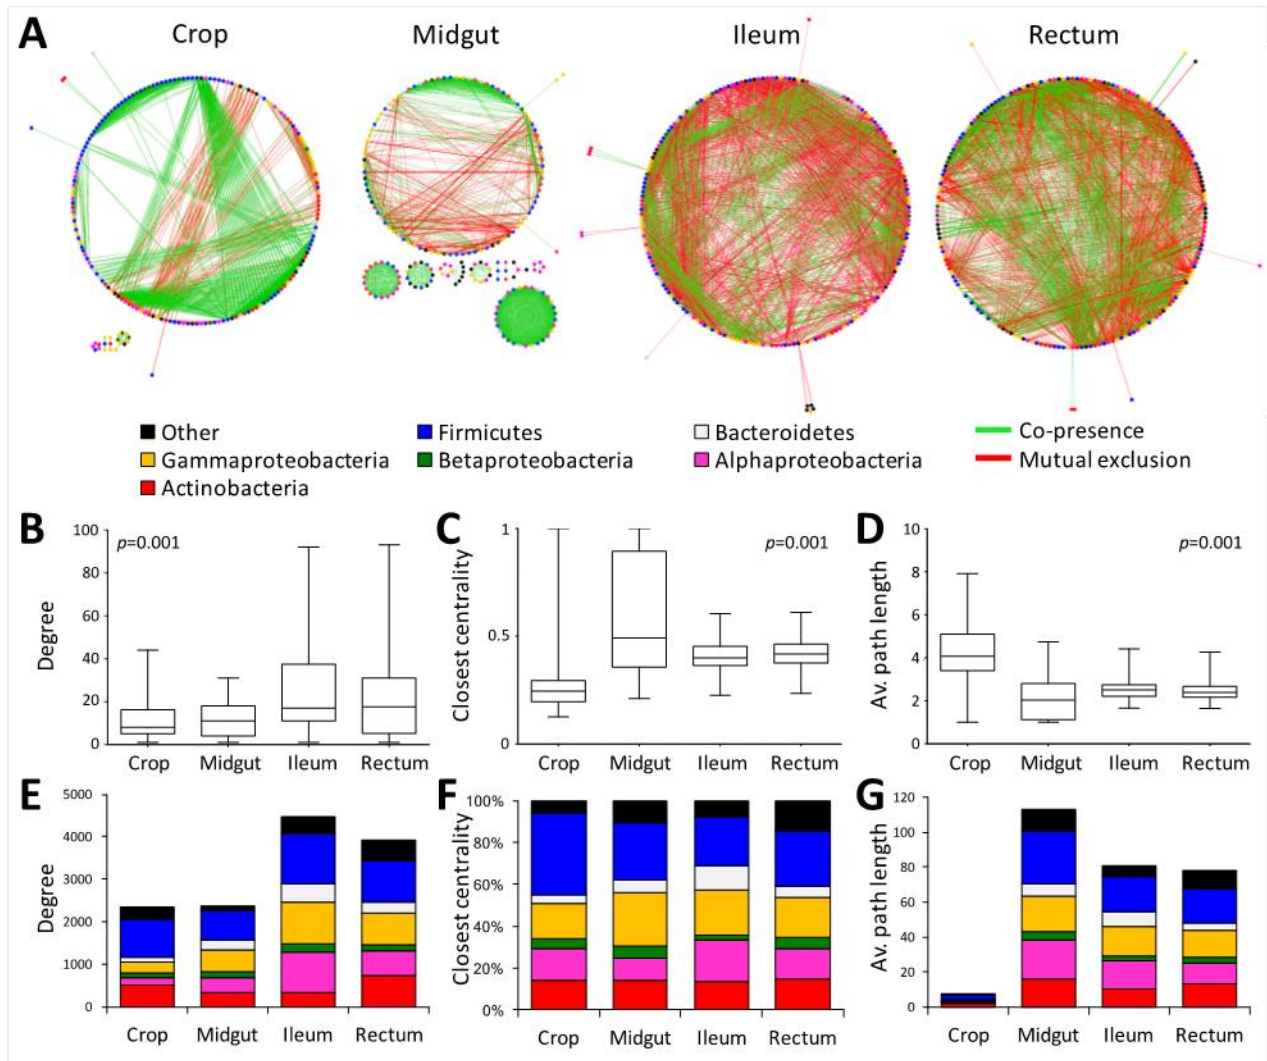 A
Crop Midgut Ileum Rectum
Other Firmicutes Bacteroidetes Co-presence
Gammaproteobacteria Betaproteobacteria Alphaproteobacteria Mutual exclusion
Actinobacteria
B
p=0.001
Degree
100
80
60
40
20
0
Crop Midgut Ileum Rectum
C
p=0.001
Closest centrality
1
0.5
0
Crop Midgut Ileum Rectum
D
p=0.001
Av. path length
10
8
6
4
2
0
Crop Midgut Ileum Rectum
E
Degree
5000
4000
3000
2000
1000
0
Crop Midgut Ileum Rectum
F
Closest centrality
100%
80%
60%
40%
20%
0%
Crop Midgut Ileum Rectum
G
Av. path length
120
100
80
60
40
20
0
Crop Midgut Ileum Rectum